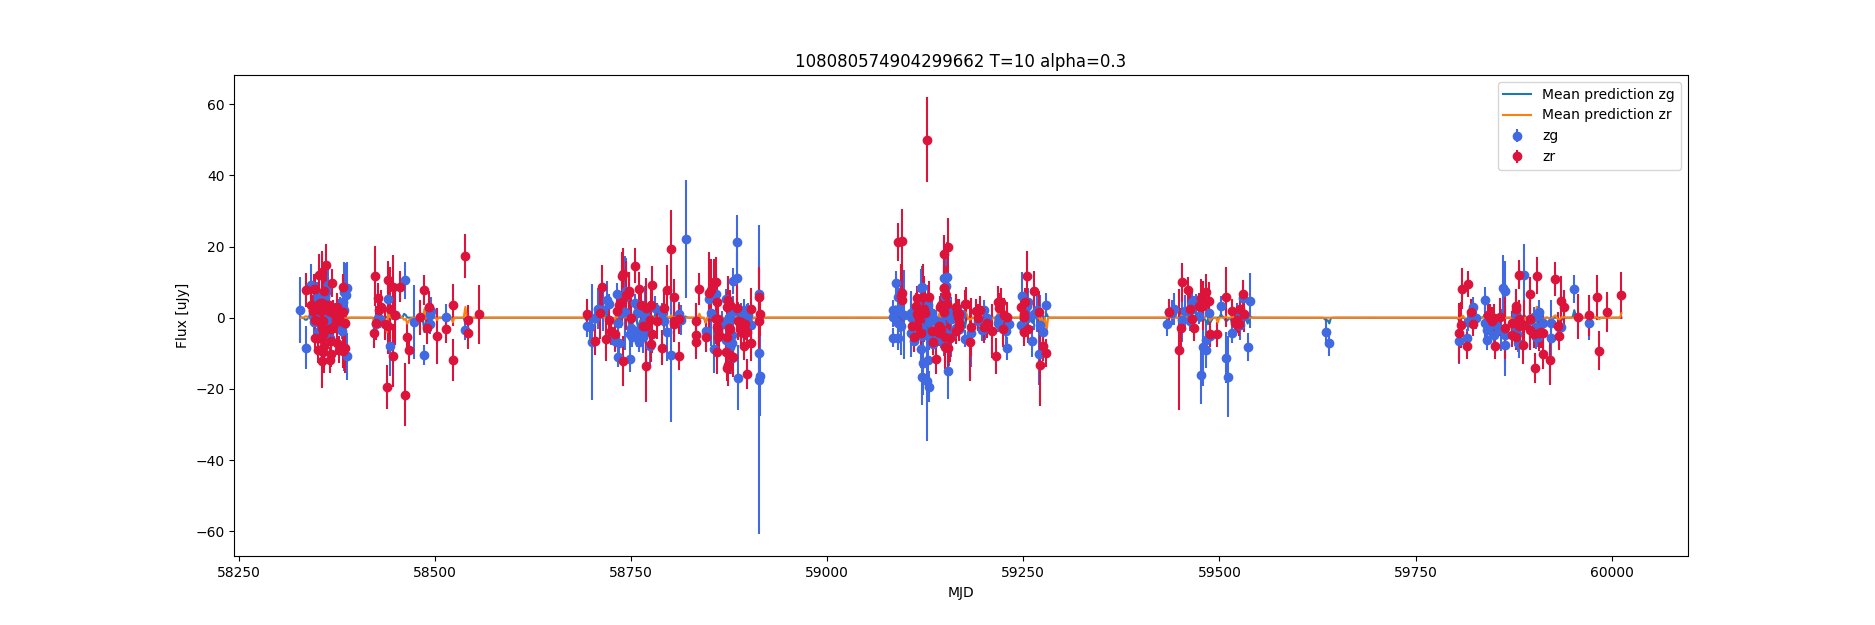 108080574904299662 T=10 alpha=0.3
Mean prediction zg
Mean prediction zr
zg
zr
60
40
20
0
−20
−40
−60
Flux [uJy]
58250 58500 58750 59000 59250 59500 59750 60000
MJD